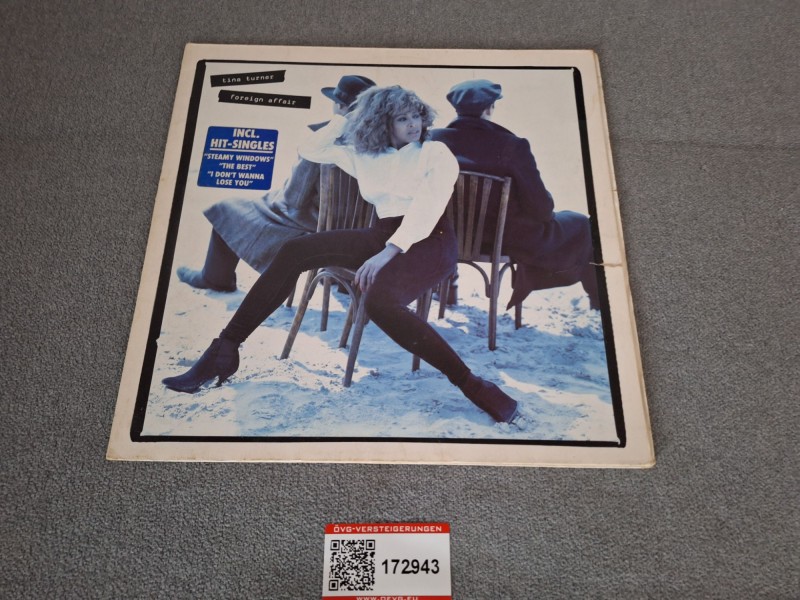 tina turner
foreign affair
INCL.
HIT-SINGLES
"STEAMY WINDOWS"
"THE BEST"
"I DON'T WANNA
LOSE YOU"
ÖVG-VERSTEIGERUNGEN
172943